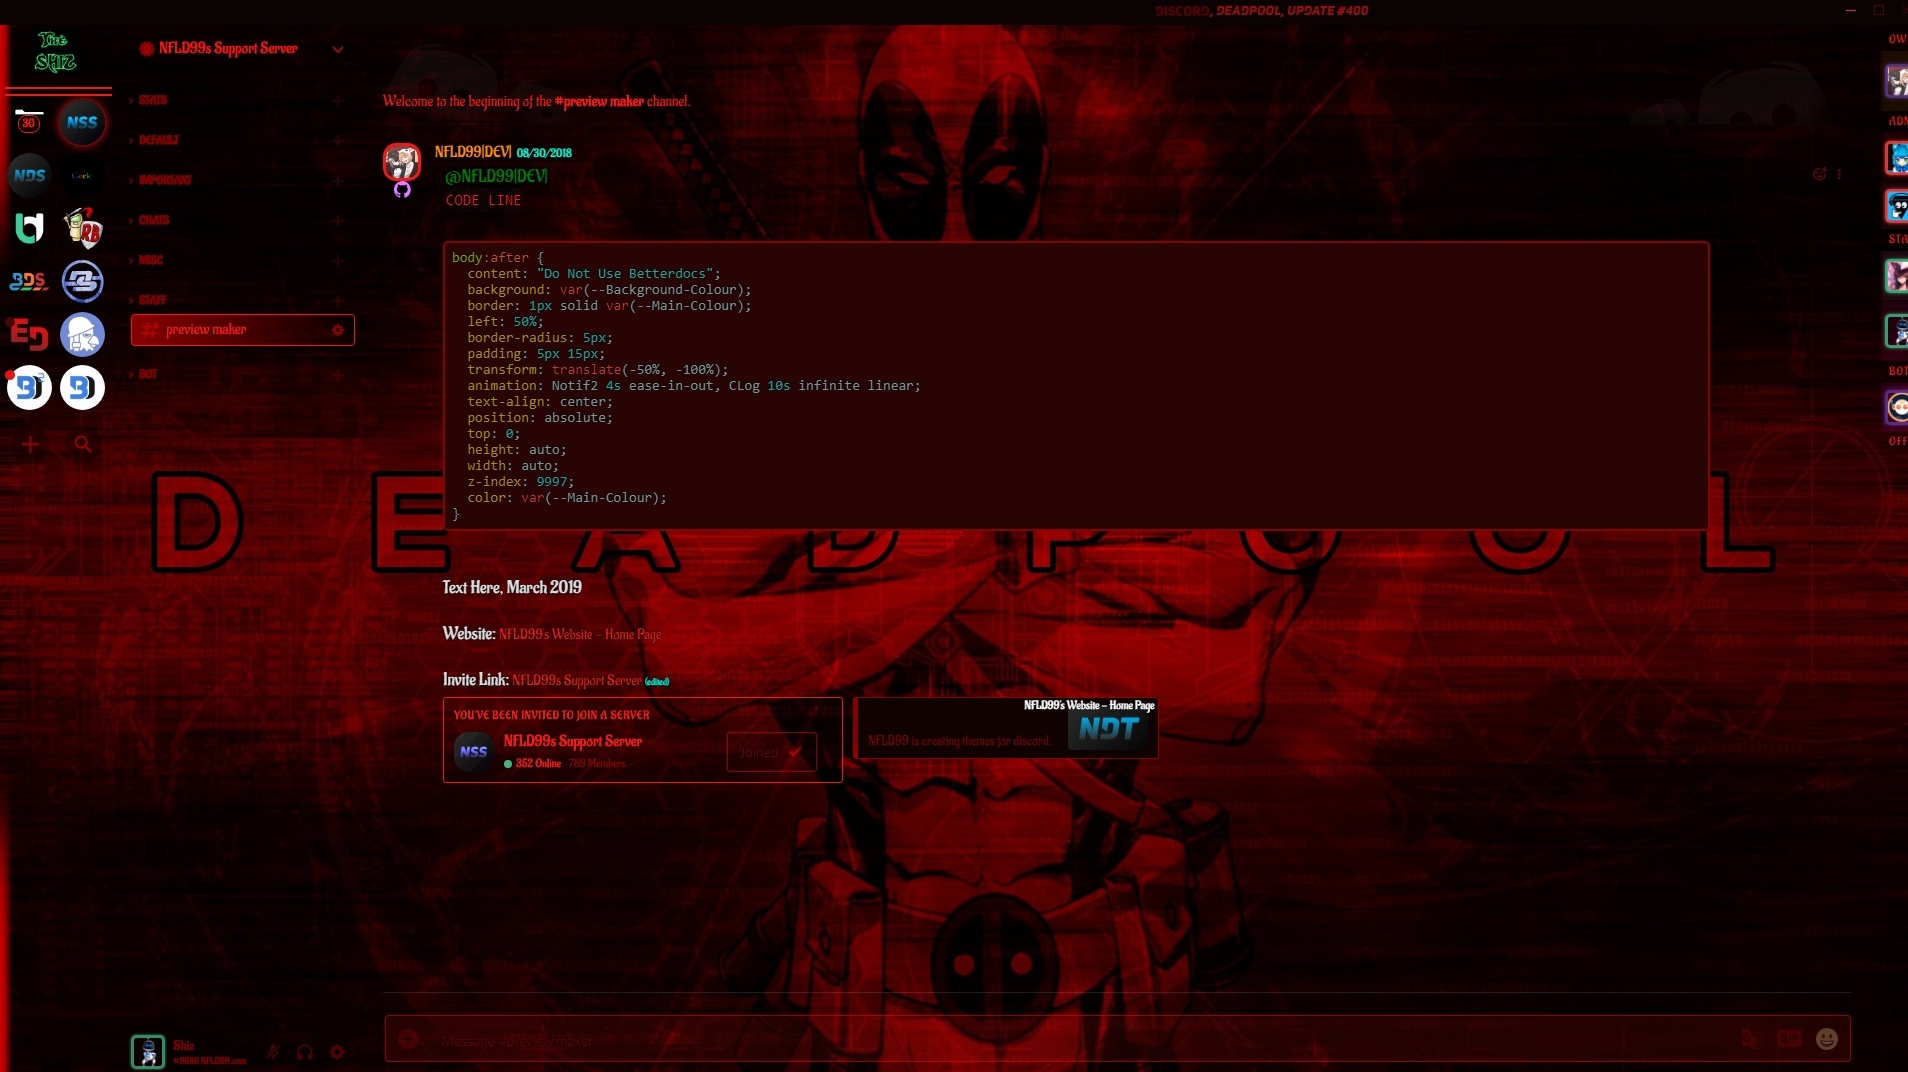 DISCORD, DEADPOOL, UPDATE #400
The
SHIZ
NFLD99s Support Server
30
NSS
NDS
Geek
RB
BDS
ED
STATS
DEFAULT
IMPORTANT
CHATS
MISC
STAFF
preview maker
BOT
Welcome to the beginning of the #preview maker channel.
NFLD99[DEV] 08/30/2018
@NFLD99[DEV]
CODE LINE
body:after {
content: "Do Not Use Betterdocs";
background: var(--Background-Colour);
border: 1px solid var(--Main-Colour);
left: 50%;
border-radius: 5px;
padding: 5px 15px;
transform: translate(-50%, -100%);
animation: Notif2 4s ease-in-out, CLog 10s infinite linear;
text-align: center;
position: absolute;
top: 0;
height: auto;
width: auto;
z-index: 9997;
color: var(--Main-Colour);
}
DEADPOOL
Text Here, March 2019
Website: NFLD99's Website – Home Page
Invite Link: NFLD99s Support Server (edited)
YOU'VE BEEN INVITED TO JOIN A SERVER
NSS
NFLD99s Support Server
352 Online 789 Members
Joined
NFLD99's Website – Home Page
NFLD99 is creating themes for discord.
NDT
Message #preview maker
GIF
Shiz
#8686 NFLD99.com
OW
ADM
STA
BOT
OFF